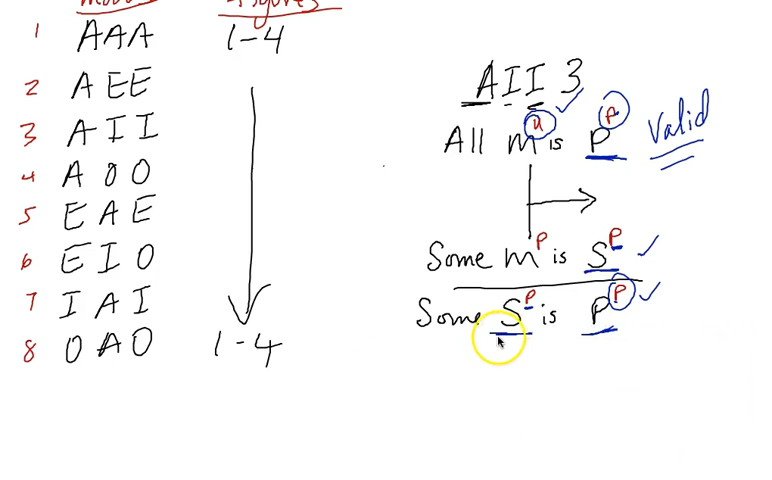 1 AAA 1-4
2 AEE
3 AII
4 AOO
5 EAE
6 EIO
7 IAI
8 OAO 1-4
AII 3
All m u is P P valid
Some m P is S P
Some S P is P P